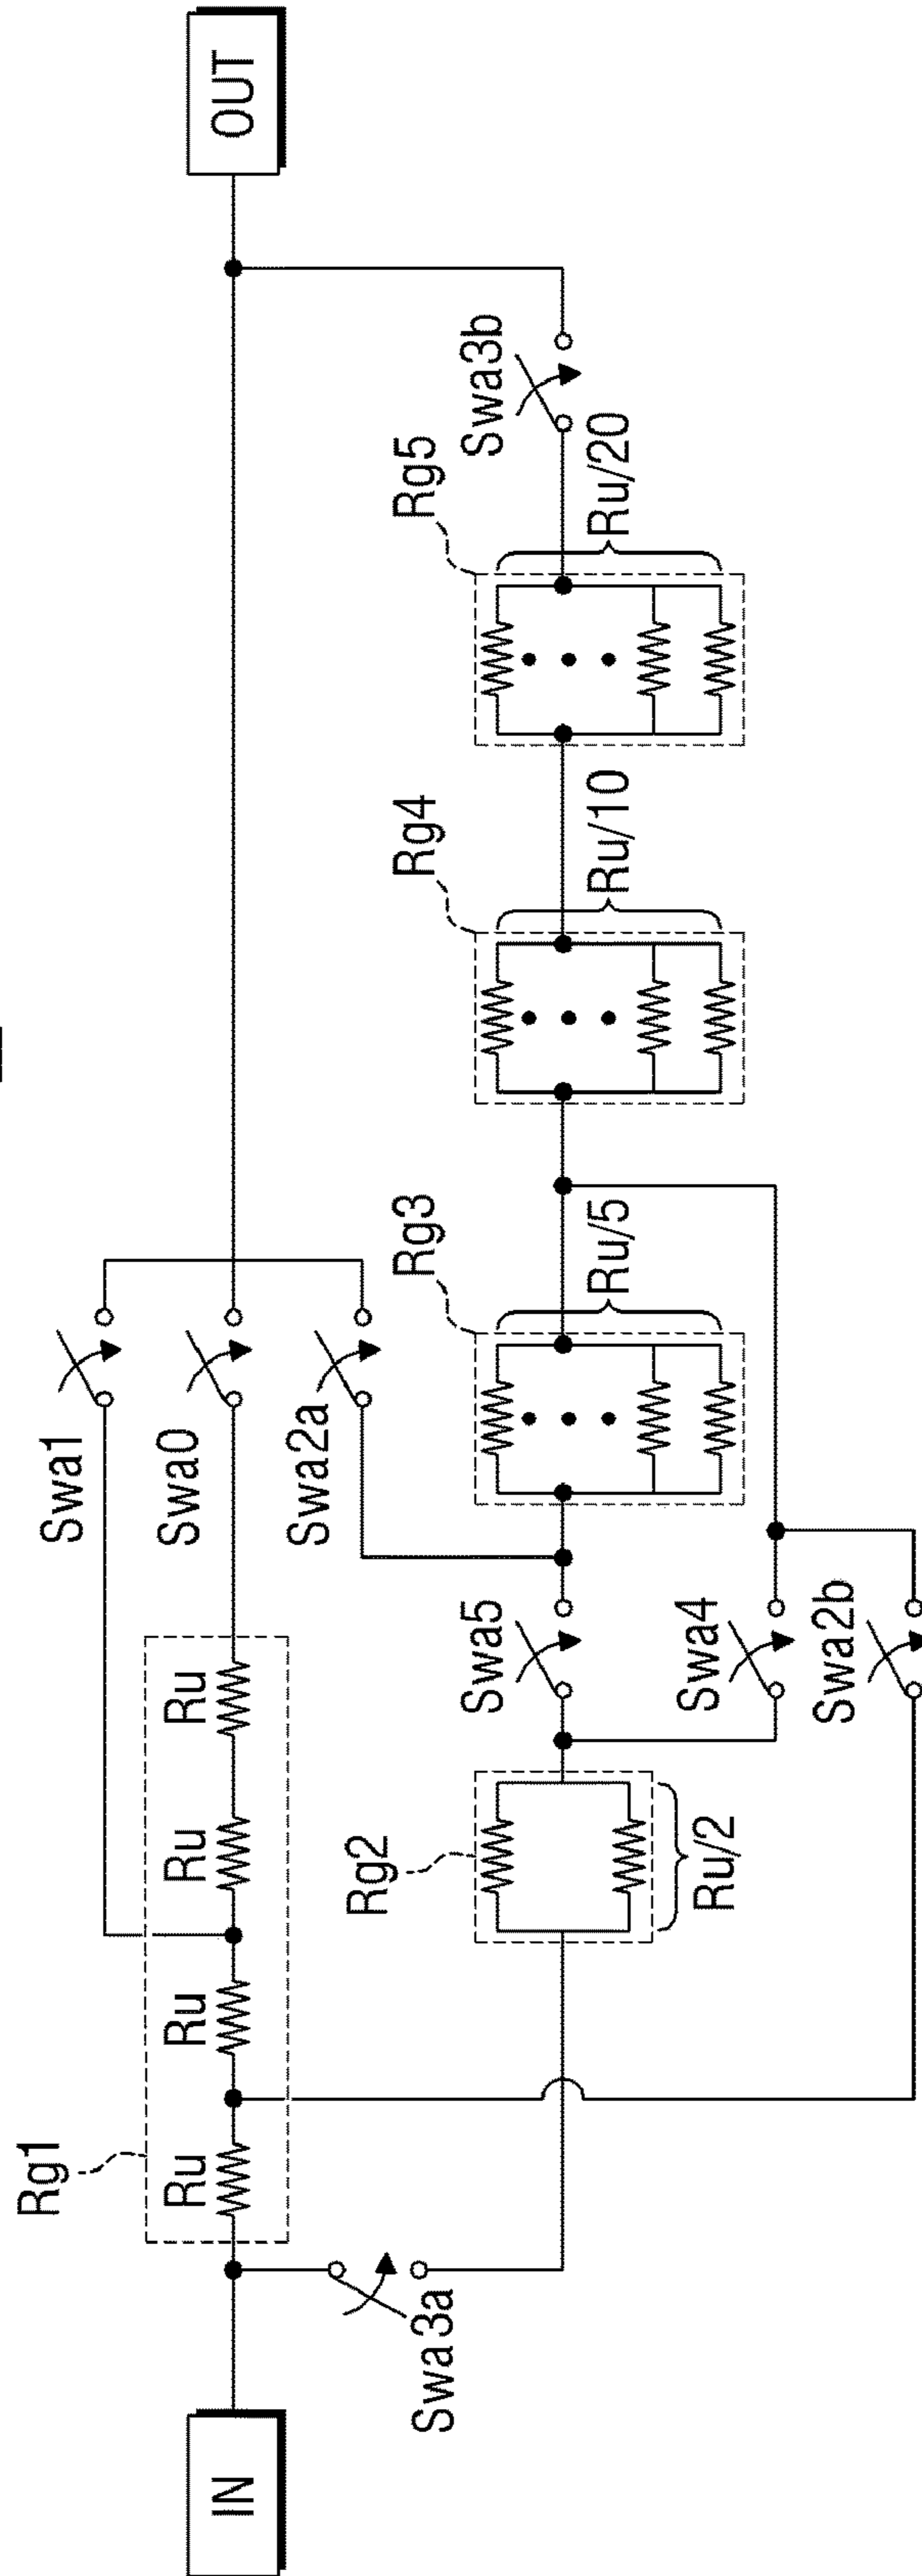 IN
OUT
Rg1
Ru
Ru
Ru
Ru
Swa1
Swa0
Swa2a
Swa3a
Rg2
Ru/2
Swa5
Swa4
Swa2b
Rg3
Ru/5
Rg4
Ru/10
Rg5
Ru/20
Swa3b